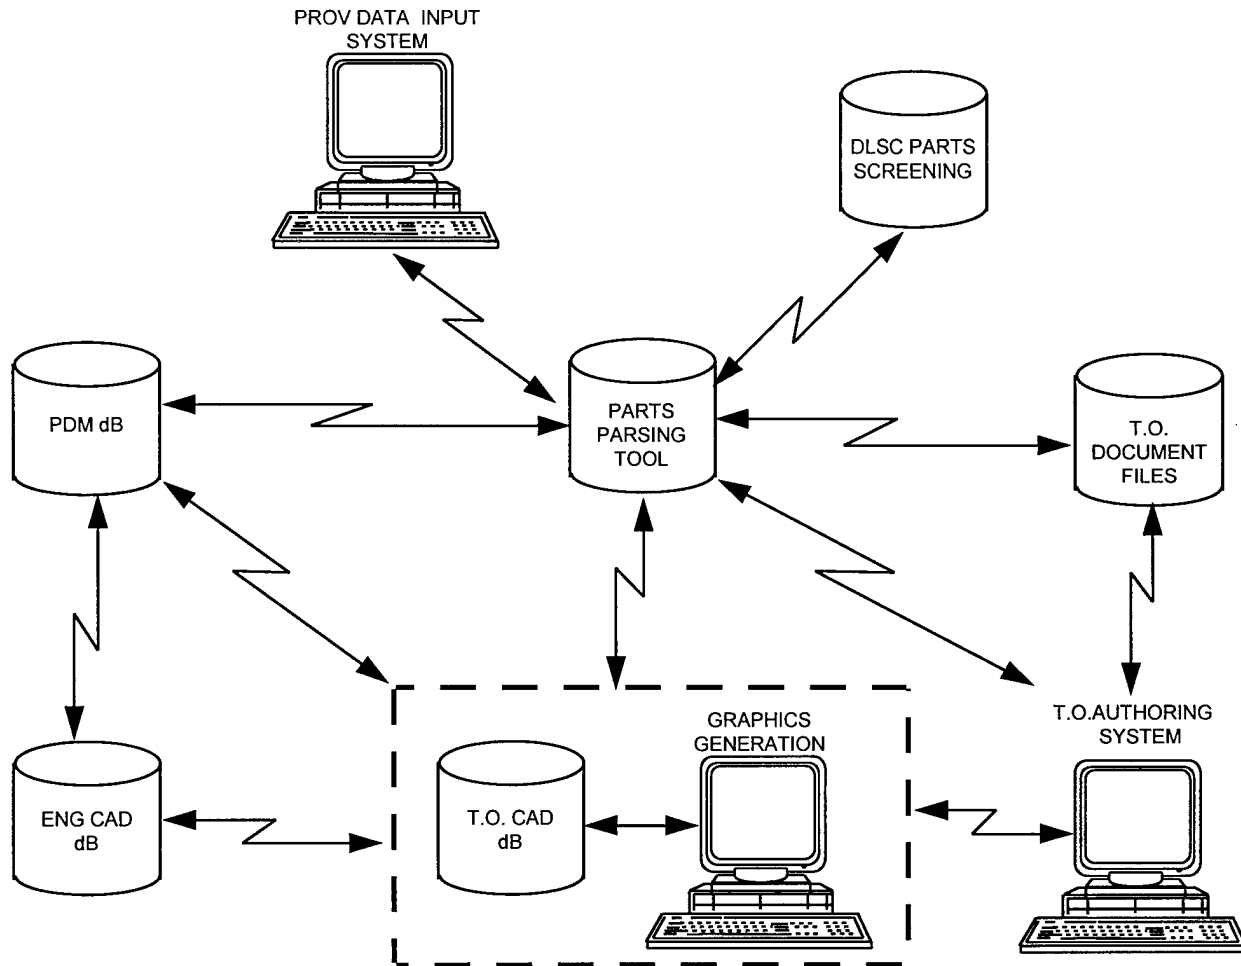 PROV DATA INPUT
SYSTEM
DLSC PARTS
SCREENING
PDM dB
PARTS
PARSING
TOOL
T.O.
DOCUMENT
FILES
GRAPHICS
GENERATION
T.O.AUTHORING
SYSTEM
ENG CAD
dB
T.O. CAD
dB